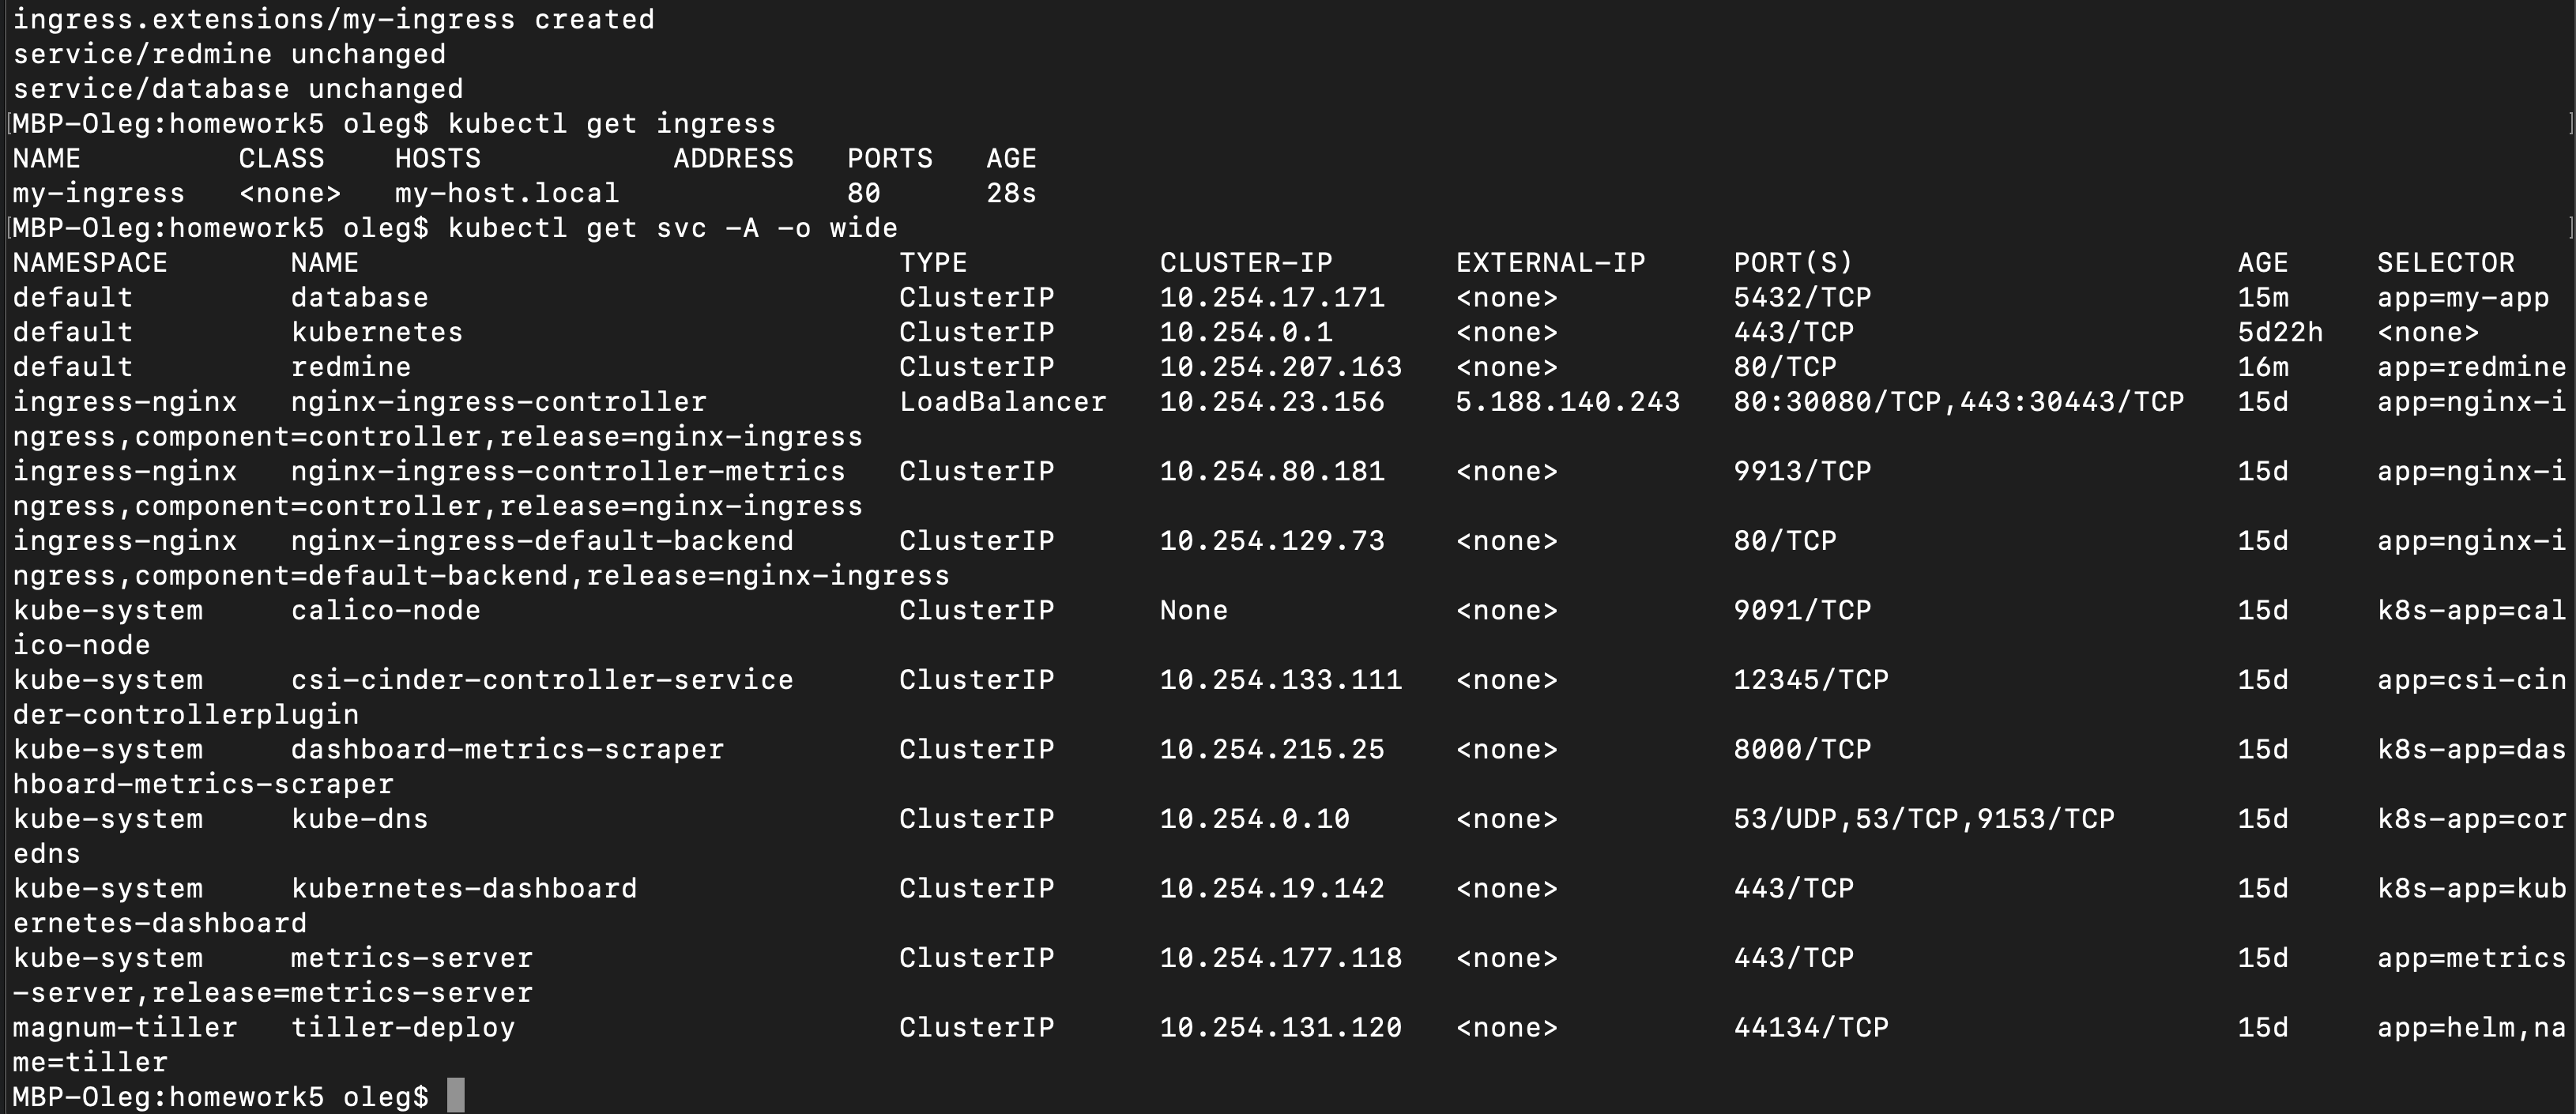 ingress.extensions/my-ingress created
service/redmine unchanged
service/database unchanged
[MBP-Oleg:homework5 oleg$ kubectl get ingress ]
NAME CLASS HOSTS ADDRESS PORTS AGE
my-ingress <none> my-host.local 80 28s
[MBP-Oleg:homework5 oleg$ kubectl get svc -A -o wide ]
NAMESPACE NAME TYPE CLUSTER-IP EXTERNAL-IP PORT(S) AGE SELECTOR
default database ClusterIP 10.254.17.171 <none> 5432/TCP 15m app=my-app
default kubernetes ClusterIP 10.254.0.1 <none> 443/TCP 5d22h <none>
default redmine ClusterIP 10.254.207.163 <none> 80/TCP 16m app=redmine
ingress-nginx nginx-ingress-controller LoadBalancer 10.254.23.156 5.188.140.243 80:30080/TCP,443:30443/TCP 15d app=nginx-i
ngress,component=controller,release=nginx-ingress
ingress-nginx nginx-ingress-controller-metrics ClusterIP 10.254.80.181 <none> 9913/TCP 15d app=nginx-i
ngress,component=controller,release=nginx-ingress
ingress-nginx nginx-ingress-default-backend ClusterIP 10.254.129.73 <none> 80/TCP 15d app=nginx-i
ngress,component=default-backend,release=nginx-ingress
kube-system calico-node ClusterIP None <none> 9091/TCP 15d k8s-app=cal
ico-node
kube-system csi-cinder-controller-service ClusterIP 10.254.133.111 <none> 12345/TCP 15d app=csi-cin
der-controllerplugin
kube-system dashboard-metrics-scraper ClusterIP 10.254.215.25 <none> 8000/TCP 15d k8s-app=das
hboard-metrics-scraper
kube-system kube-dns ClusterIP 10.254.0.10 <none> 53/UDP,53/TCP,9153/TCP 15d k8s-app=cor
edns
kube-system kubernetes-dashboard ClusterIP 10.254.19.142 <none> 443/TCP 15d k8s-app=kub
ernetes-dashboard
kube-system metrics-server ClusterIP 10.254.177.118 <none> 443/TCP 15d app=metrics
-server,release=metrics-server
magnum-tiller tiller-deploy ClusterIP 10.254.131.120 <none> 44134/TCP 15d app=helm,na
me=tiller
MBP-Oleg:homework5 oleg$